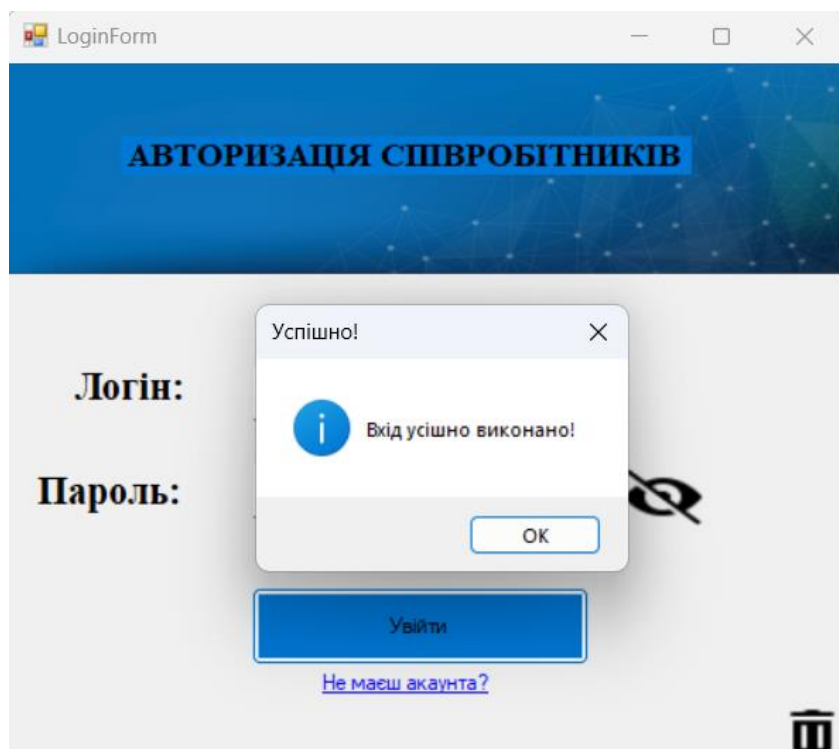 LoginForm
АВТОРИЗАЦІЯ СПІВРОБІТНИКІВ
Успішно!
Логін:
Вхід усішно виконано!
Пароль:
OK
Увійти
Не маєш акаунта?